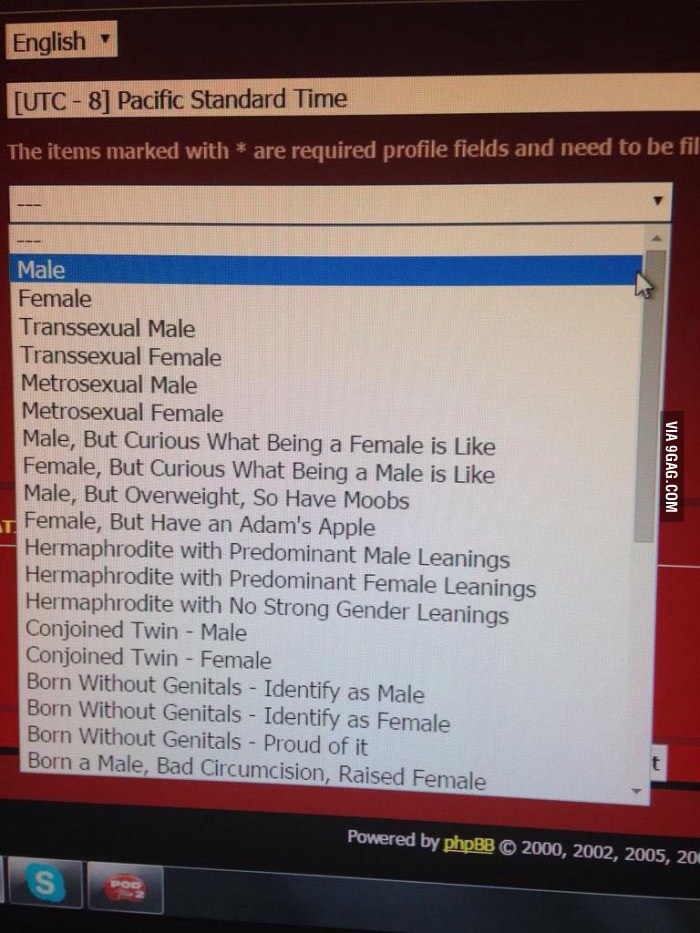 English
[UTC - 8] Pacific Standard Time
The items marked with * are required profile fields and need to be fil
---
---
Male
Female
Transsexual Male
Transsexual Female
Metrosexual Male
Metrosexual Female
Male, But Curious What Being a Female is Like
Female, But Curious What Being a Male is Like
Male, But Overweight, So Have Moobs
Female, But Have an Adam's Apple
Hermaphrodite with Predominant Male Leanings
Hermaphrodite with Predominant Female Leanings
Hermaphrodite with No Strong Gender Leanings
Conjoined Twin - Male
Conjoined Twin - Female
Born Without Genitals - Identify as Male
Born Without Genitals - Identify as Female
Born Without Genitals - Proud of it
Born a Male, Bad Circumcision, Raised Female
t
Powered by phpBB © 2000, 2002, 2005, 20
S
POD
VIA 9GAG.COM